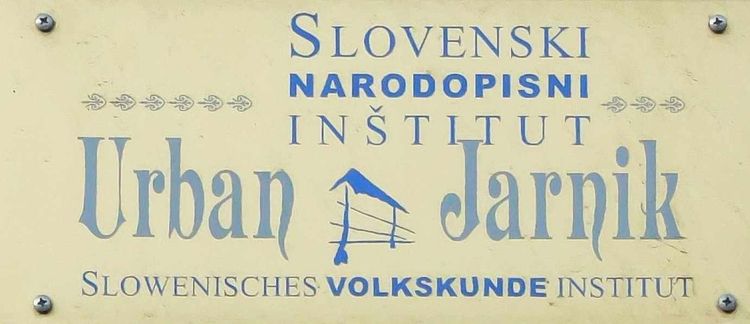 SLOVENSKI
NARODOPISNI
INŠTITUT
Urban Jarnik
SLOWENISCHES VOLKSKUNDE INSTITUT